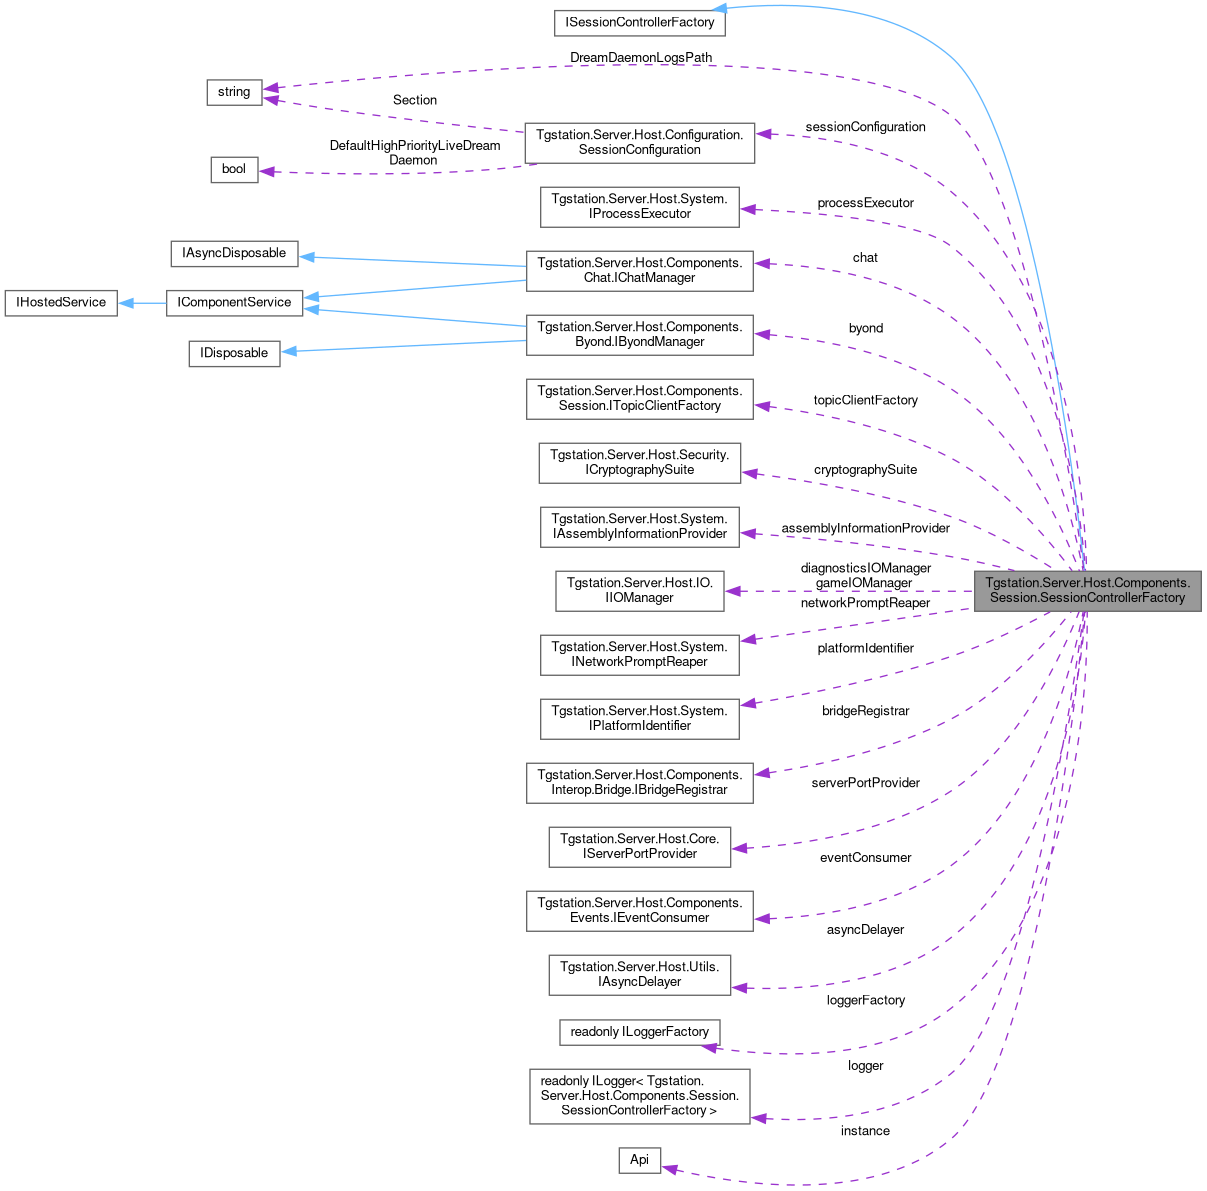 ISessionControllerFactory
DreamDaemonLogsPath
string
Section
Tgstation.Server.Host.Configuration.
SessionConfiguration
sessionConfiguration
DefaultHighPriorityLiveDream
Daemon
bool
Tgstation.Server.Host.System.
IProcessExecutor
processExecutor
IAsyncDisposable
Tgstation.Server.Host.Components.
Chat.IChatManager
chat
IHostedService
IComponentService
Tgstation.Server.Host.Components.
Byond.IByondManager
byond
IDisposable
Tgstation.Server.Host.Components.
Session.ITopicClientFactory
topicClientFactory
Tgstation.Server.Host.Security.
ICryptographySuite
cryptographySuite
Tgstation.Server.Host.System.
IAssemblyInformationProvider
assemblyInformationProvider
Tgstation.Server.Host.IO.
IIOManager
diagnosticsIOManager
gameIOManager
Tgstation.Server.Host.Components.
Session.SessionControllerFactory
networkPromptReaper
Tgstation.Server.Host.System.
INetworkPromptReaper
platformIdentifier
Tgstation.Server.Host.System.
IPlatformIdentifier
bridgeRegistrar
Tgstation.Server.Host.Components.
Interop.Bridge.IBridgeRegistrar
serverPortProvider
Tgstation.Server.Host.Core.
IServerPortProvider
eventConsumer
Tgstation.Server.Host.Components.
Events.IEventConsumer
asyncDelayer
Tgstation.Server.Host.Utils.
IAsyncDelayer
loggerFactory
readonly ILoggerFactory
logger
readonly ILogger< Tgstation.
Server.Host.Components.Session.
SessionControllerFactory >
instance
Api